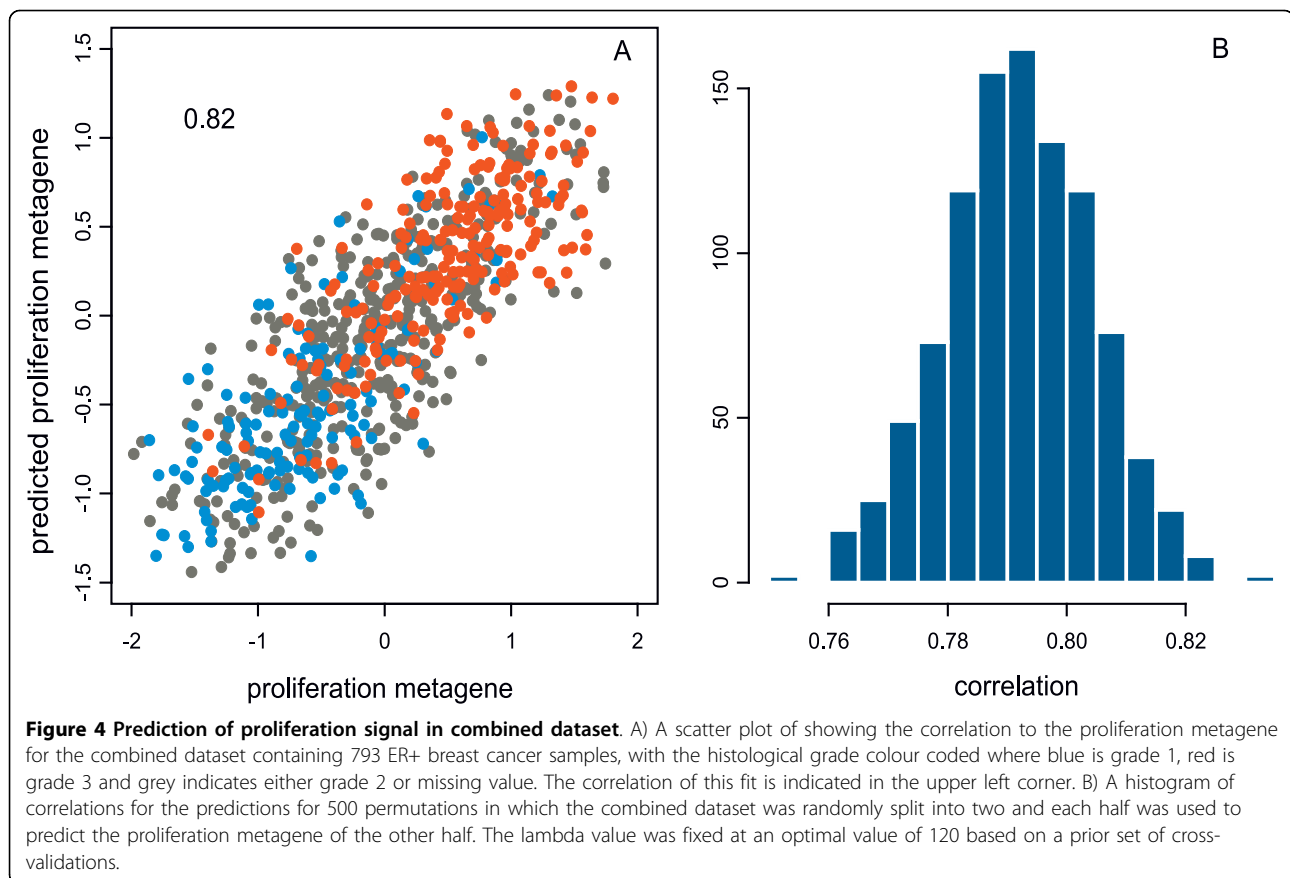 A
0.82
predicted proliferation metagene
1.5
1.0
0.5
0.0
-0.5
-1.0
-1.5
-2 -1 0 1 2
proliferation metagene
B
150
100
50
0
0.76 0.78 0.80 0.82
correlation
Figure 4 Prediction of proliferation signal in combined dataset. A) A scatter plot of showing the correlation to the proliferation metagene
for the combined dataset containing 793 ER+ breast cancer samples, with the histological grade colour coded where blue is grade 1, red is
grade 3 and grey indicates either grade 2 or missing value. The correlation of this fit is indicated in the upper left corner. B) A histogram of
correlations for the predictions for 500 permutations in which the combined dataset was randomly split into two and each half was used to
predict the proliferation metagene of the other half. The lambda value was fixed at an optimal value of 120 based on a prior set of cross-
validations.